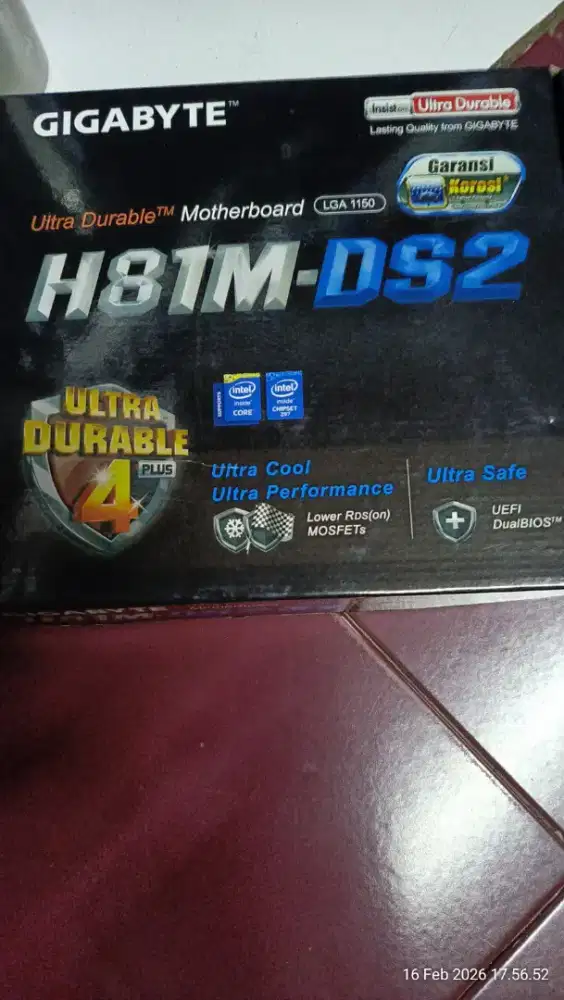 GIGABYTE™
Insist on Ultra Durable
Lasting Quality from GIGABYTE
Garansi
Korosi
Ultra Durable™ Motherboard LGA 1150
H81M-DS2
ULTRA
DURABLE
4 PLUS
SUPPORTS
intel
inside
CORE
intel
inside
CHIPSET
Ultra Cool
Ultra Performance
Lower RDS(on)
MOSFETs
Ultra Safe
UEFI
DualBIOS™
GIGABYTE
16 Feb 2026 17.56.52